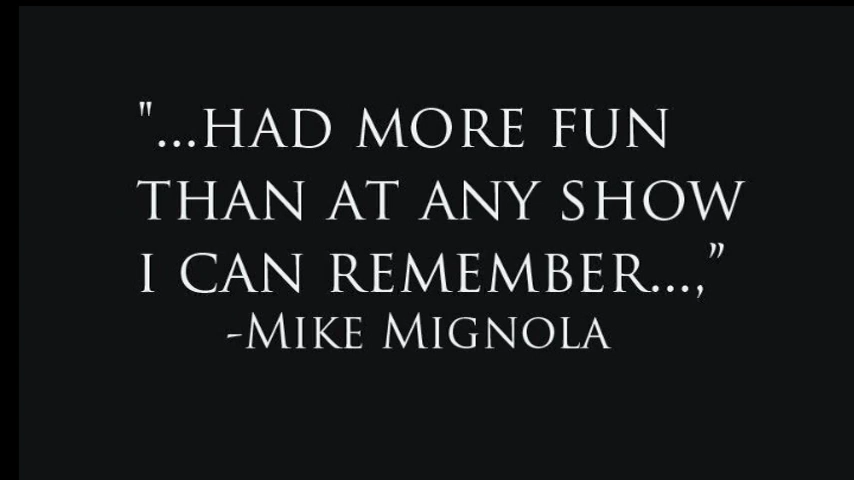 "...HAD MORE FUN
THAN AT ANY SHOW
I CAN REMEMBER...,”
-MIKE MIGNOLA